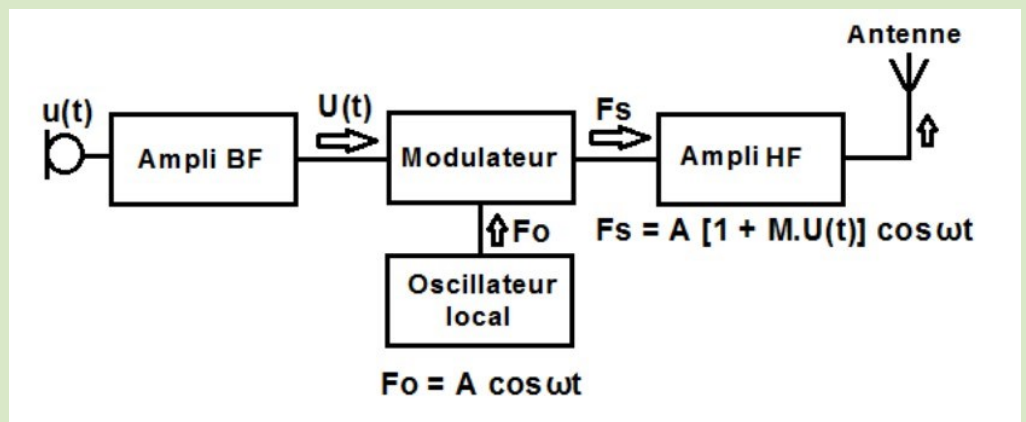 Antenne
u(t)
U(t)
Fs
Ampli BF
Modulateur
Ampli HF
Fo
Fs = A [1 + M.U(t)] cosωt
Oscillateur
local
Fo = A cosωt